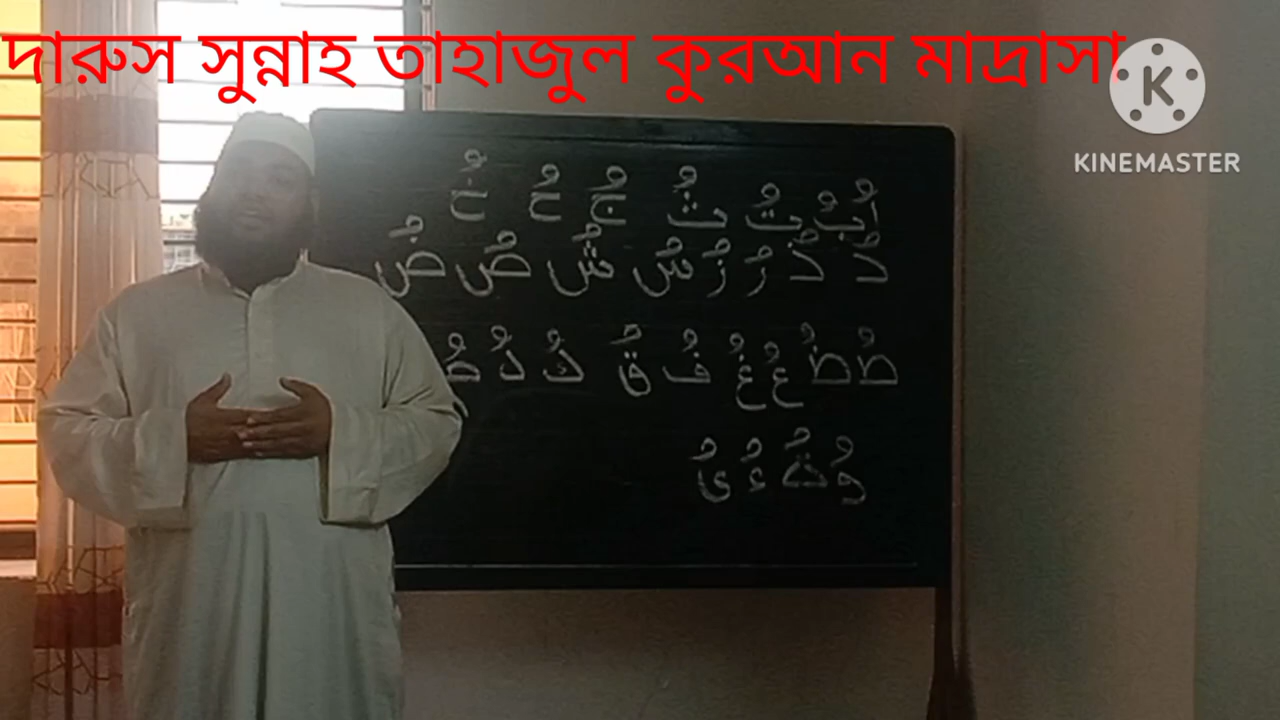 দারুস সুন্নাহ তাহাজুল কুরআন মাদ্রাসা
KINEMASTER
اُ بُ تُ ثُ جُ حُ خُ
دُ ذُ رُ زُ سُ شُ صُ ضُ
طُ ظُ عُ غُ فُ قُ كُ
وُ ءُ ىُ